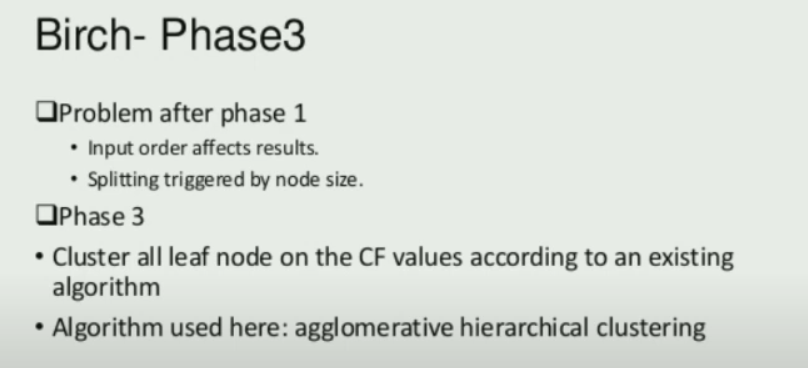 Birch- Phase3
❑Problem after phase 1
• Input order affects results.
• Splitting triggered by node size.
❑Phase 3
• Cluster all leaf node on the CF values according to an existing
algorithm
• Algorithm used here: agglomerative hierarchical clustering